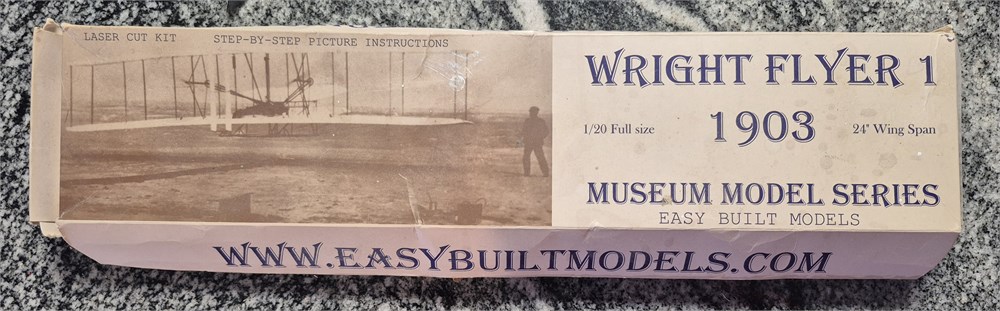 LASER CUT KIT STEP-BY-STEP PICTURE INSTRUCTIONS
WRIGHT FLYER 1
1/20 Full size 1903 24" Wing Span
MUSEUM MODEL SERIES
EASY BUILT MODELS
WWW.EASYBUILTMODELS.COM